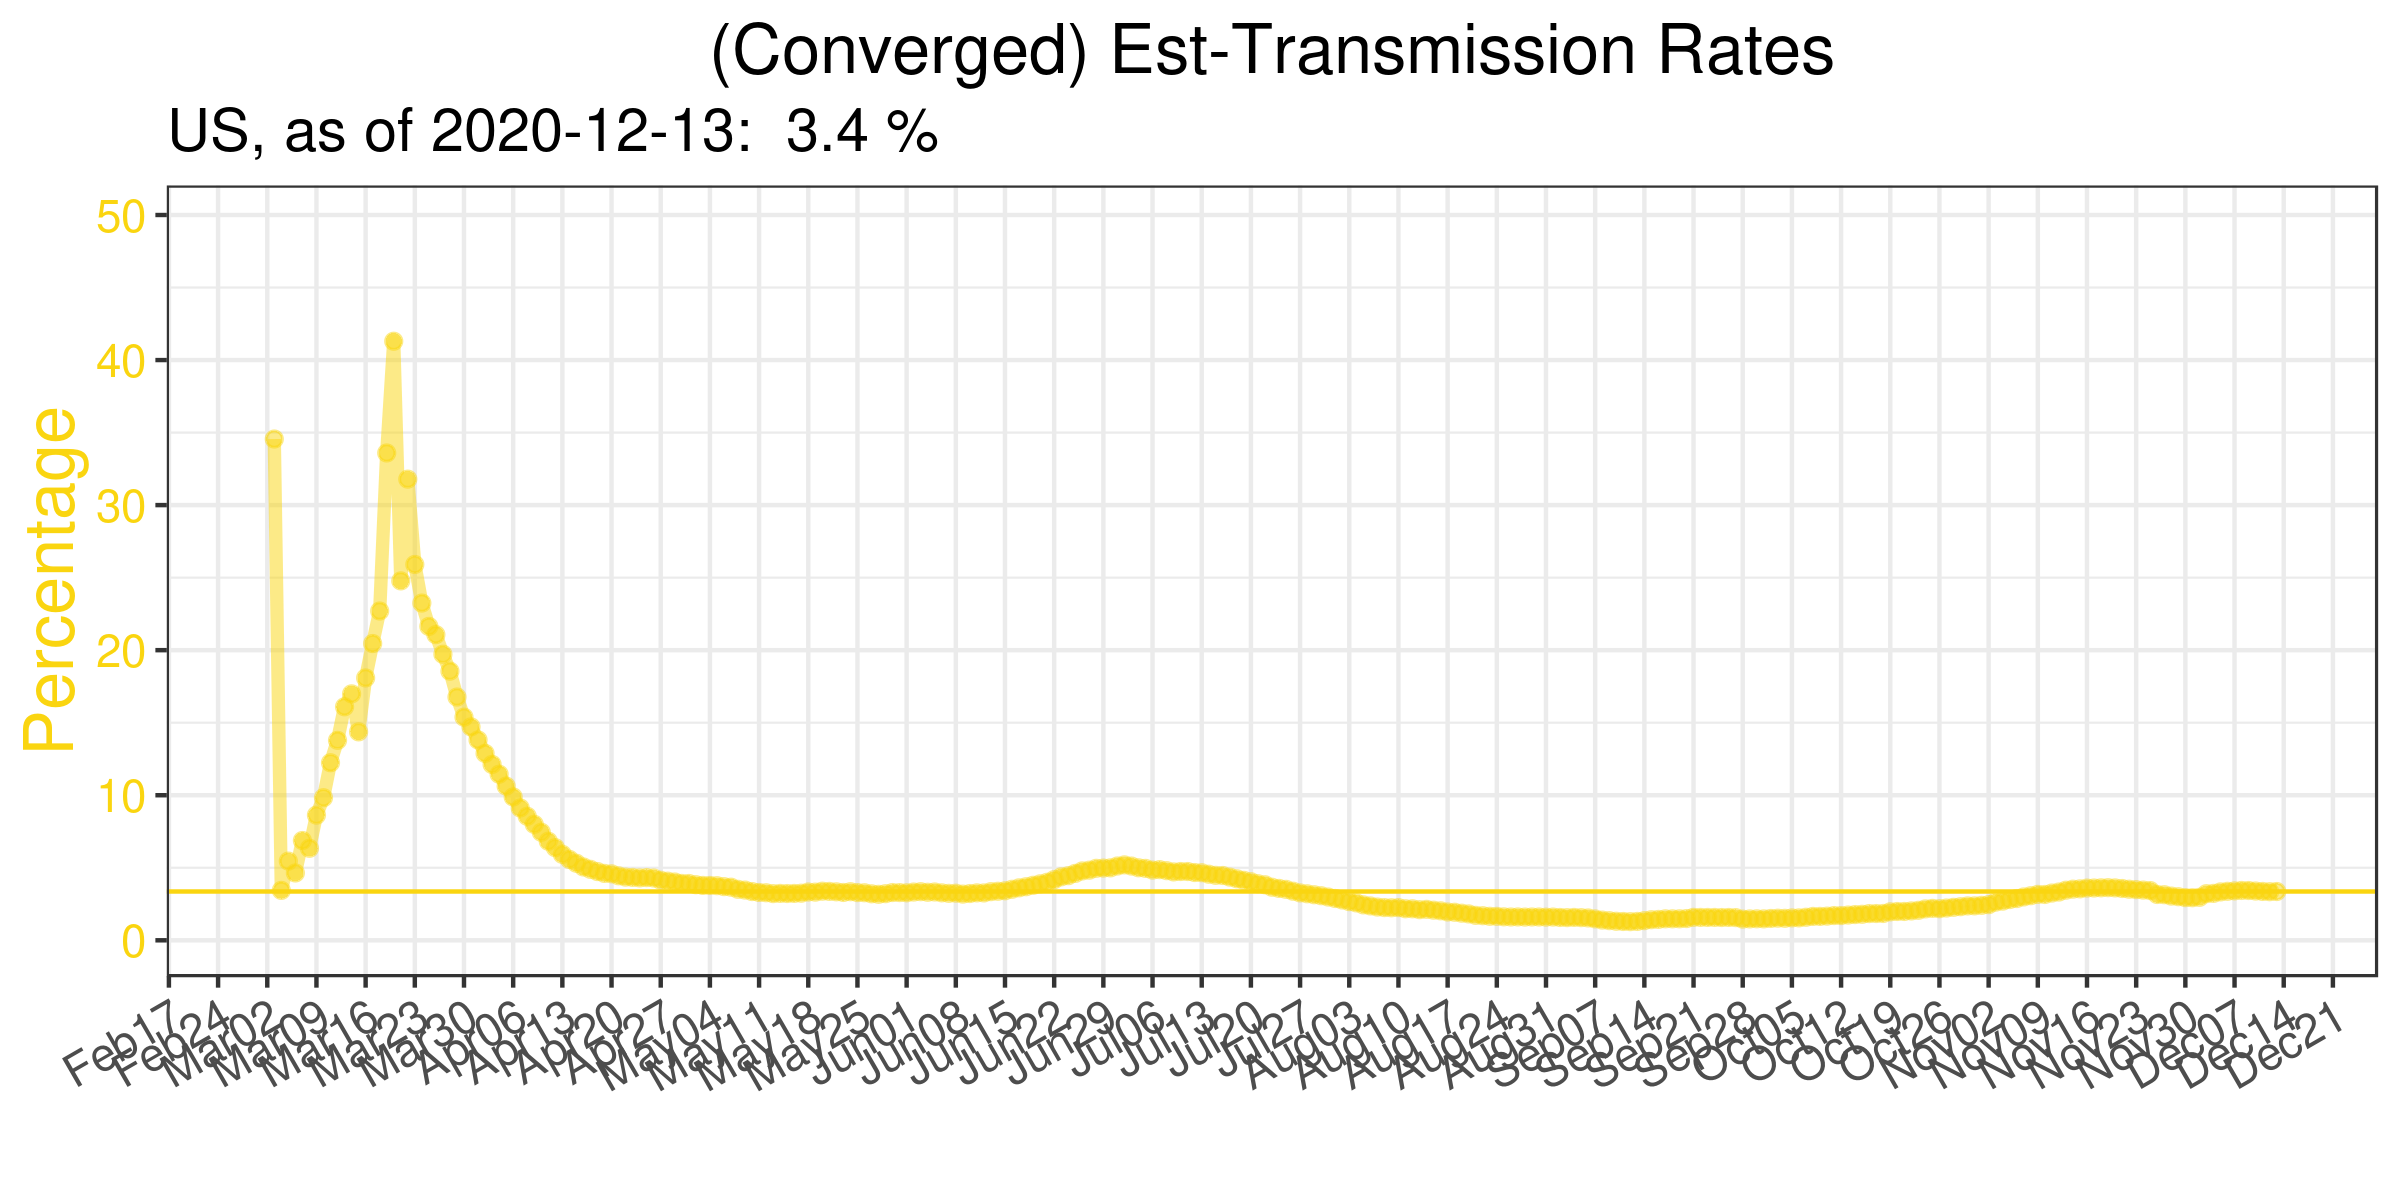 (Converged) Est-Transmission Rates
US, as of 2020-12-13:  3.4 %
Percentage
50
40
30
20
10
0
Feb17
Feb24
Mar02
Mar09
Mar16
Mar23
Mar30
Apr06
Apr13
Apr20
Apr27
May04
May11
May18
May25
Jun01
Jun08
Jun15
Jun22
Jun29
Jul06
Jul13
Jul20
Jul27
Aug03
Aug10
Aug17
Aug24
Aug31
Sep07
Sep14
Sep21
Sep28
Oct05
Oct12
Oct19
Oct26
Nov02
Nov09
Nov16
Nov23
Nov30
Dec07
Dec14
Dec21